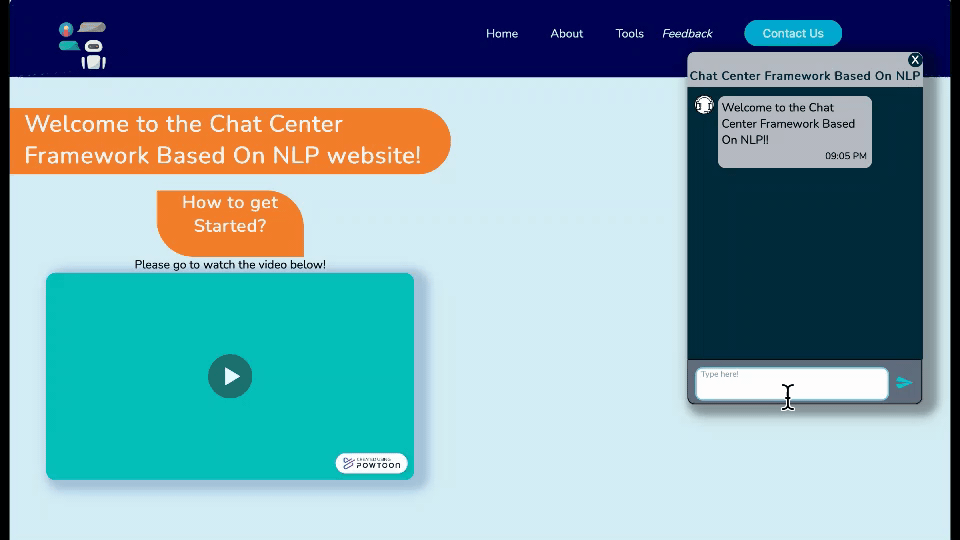 Home
About
Tools
Feedback
Contact Us
X
Chat Center Framework Based On NLP
Welcome to the Chat
Center Framework Based
On NLP!!
09:05 PM
Type here!
Welcome to the Chat Center
Framework Based On NLP website!
How to get
Started?
Please go to watch the video below!
CREATED USING
POWTOON